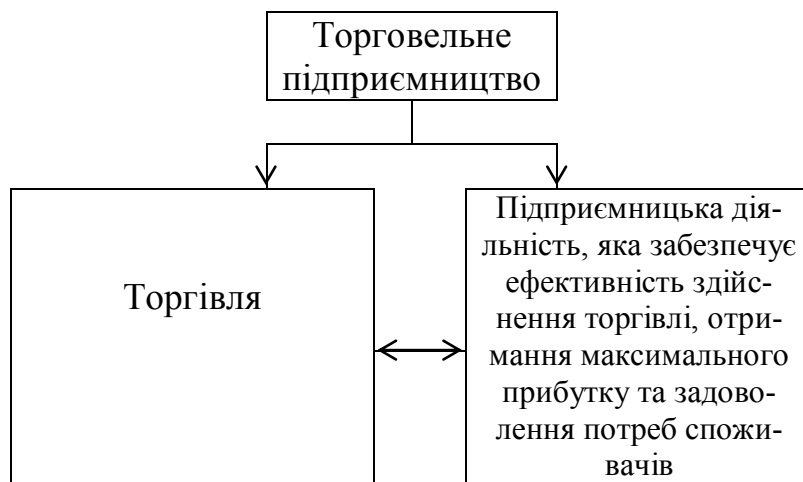 Торговельне
підприємництво
Торгівля
Підприємницька дія-
льність, яка забезпечує
ефективність здійс-
нення торгівлі, отри-
мання максимального
прибутку та задово-
лення потреб спожи-
вачів